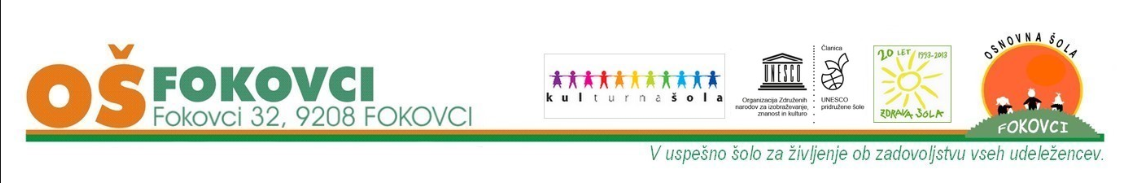 OŠ FOKOVCI
Fokovci 32, 9208 FOKOVCI
kulturnašola
UNESCO
Organizacija Združenih
narodov za izobraževanje,
znanost in kulturo
Članica
UNESCO
pridružene šole
20 LET 1993-2013
ZDRAVA ŠOLA
OSNOVNA ŠOLA
FOKOVCI
V uspešno šolo za življenje ob zadovoljstvu vseh udeležencev.